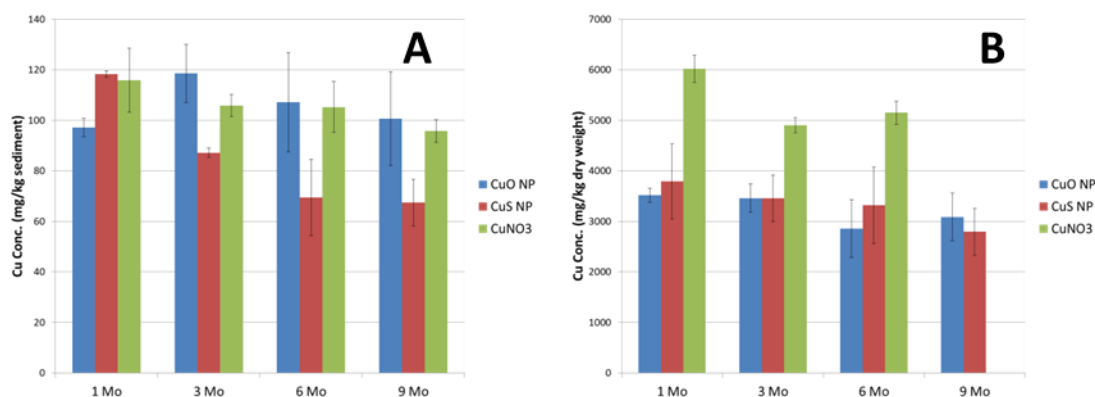 A
Cu Conc. (mg/kg sediment)
140
120
100
80
60
40
20
0
1 Mo 3 Mo 6 Mo 9 Mo
CuO NP
CuS NP
CuNO3
B
Cu Conc. (mg/kg dry weight)
7000
6000
5000
4000
3000
2000
1000
0
1 Mo 3 Mo 6 Mo 9 Mo
CuO NP
CuS NP
CuNO3